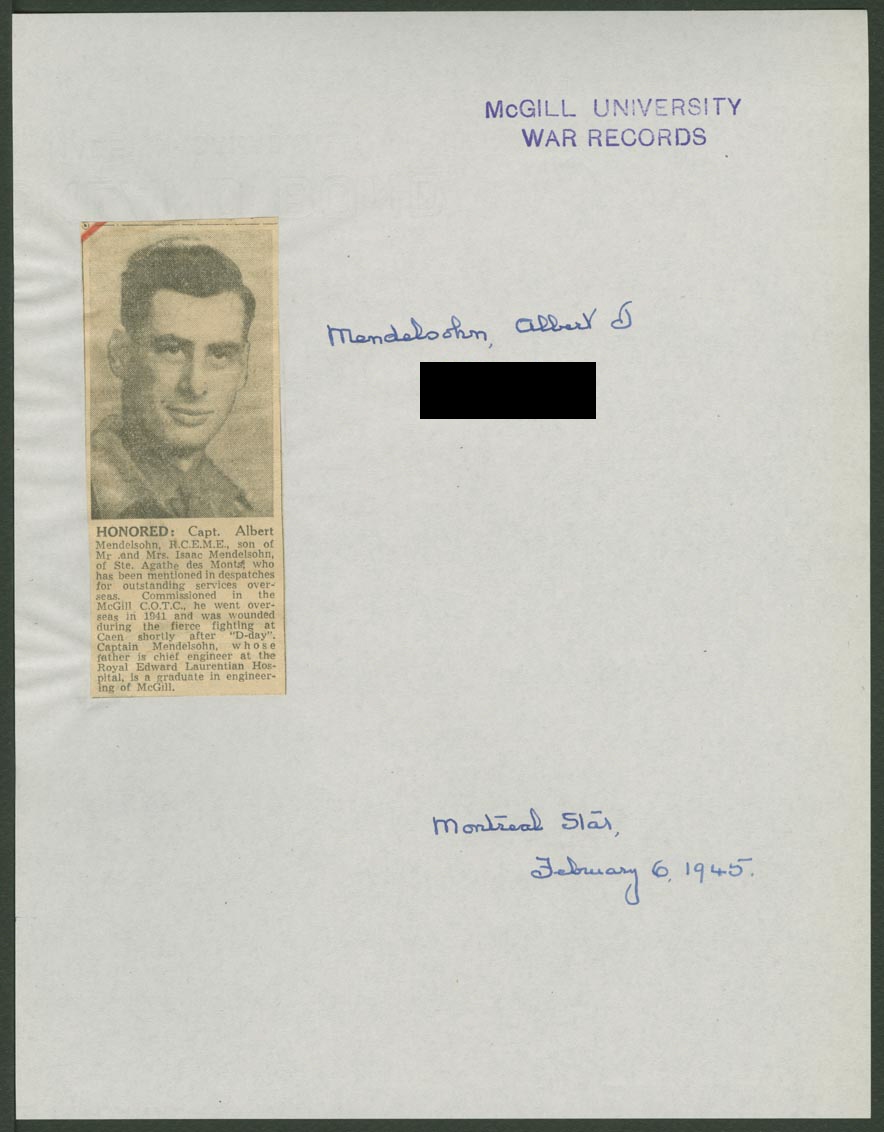 McGILL UNIVERSITY
WAR RECORDS
Mendelsohn, Albert J
HONORED: Capt. Albert
Mendelsohn, R.C.E.M.E., son of
Mr .and Mrs. Isaac Mendelsohn,
of Ste. Agathe des Monts, who
has been mentioned in despatches
for outstanding services over-
seas. Commissioned in the
McGill C.O.T.C., he went over-
seas in 1941 and was wounded
during the fierce fighting at
Caen shortly after "D-day".
Captain Mendelsohn, whose
father is chief engineer at the
Royal Edward Laurentian Hos-
pital, is a graduate in engineer-
ing of McGill.
Montreal Star,
February 6, 1945.